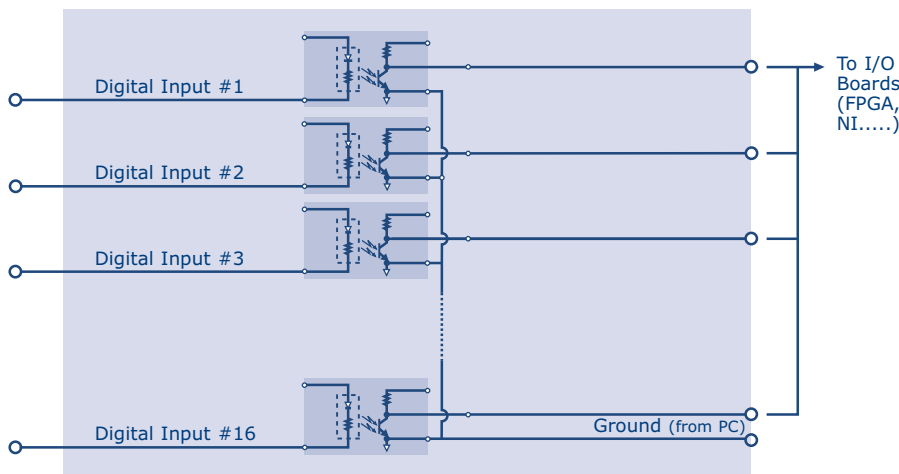 Digital Input #1
To I/O
Boards
(FPGA,
NI.....)
Digital Input #2
Digital Input #3
Digital Input #16
Ground (from PC)